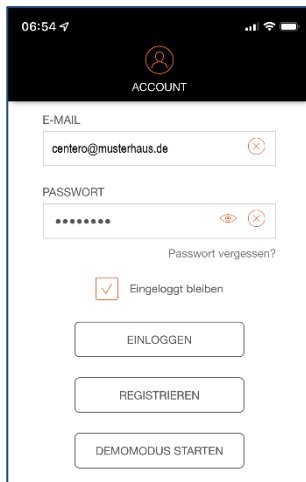 06:54
ACCOUNT
E-MAIL
centero@musterhaus.de
PASSWORT
••••••••
Passwort vergessen?
Eingeloggt bleiben
EINLOGGEN
REGISTRIEREN
DEMOMODUS STARTEN